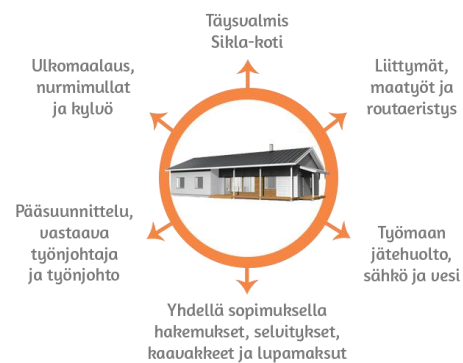 Täysvalmis
Sikla-koti
Liittymät,
maatyöt ja
routaeristys
Työmaan
jätehuolto,
sähkö ja vesi
Yhdellä sopimuksella
hakemukset, selvitykset,
kaavakkeet ja lupamaksut
Pääsuunnittelu,
vastaava
työnjohtaja
ja työnjohto
Ulkomaalaus,
nurmimullat
ja kylvö